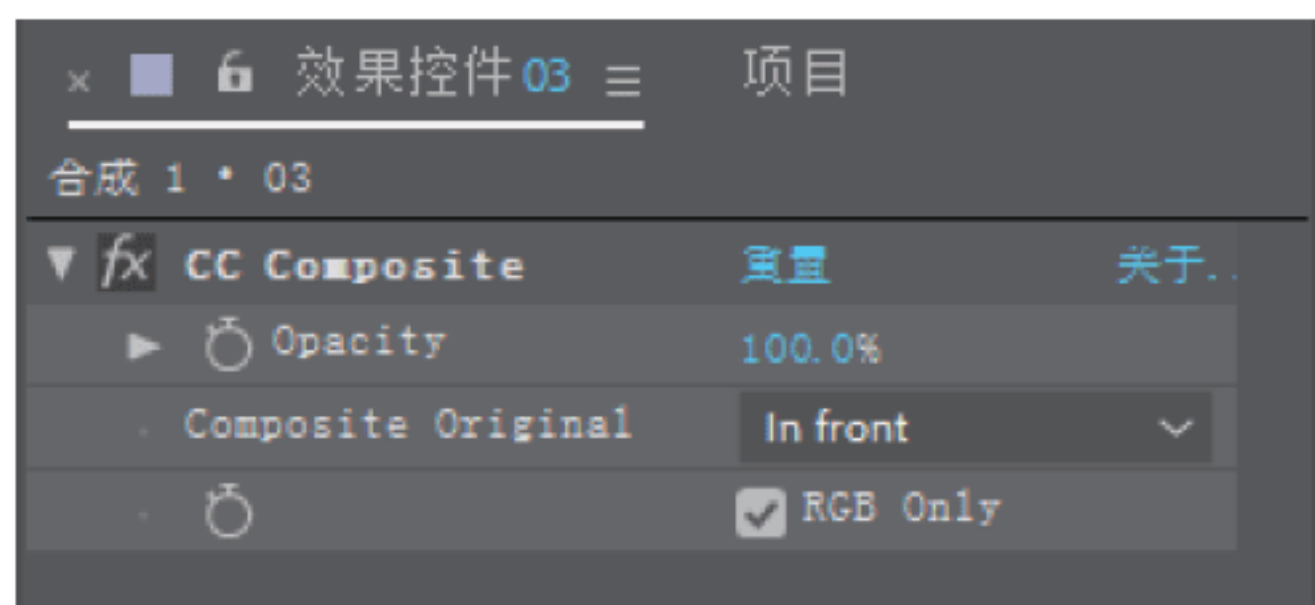 × 效果控件 03 ≡ 项目
合成 1 • 03
fx CC Composite 重置 关于..
Opacity 100.0%
Composite Original In front
RGB Only